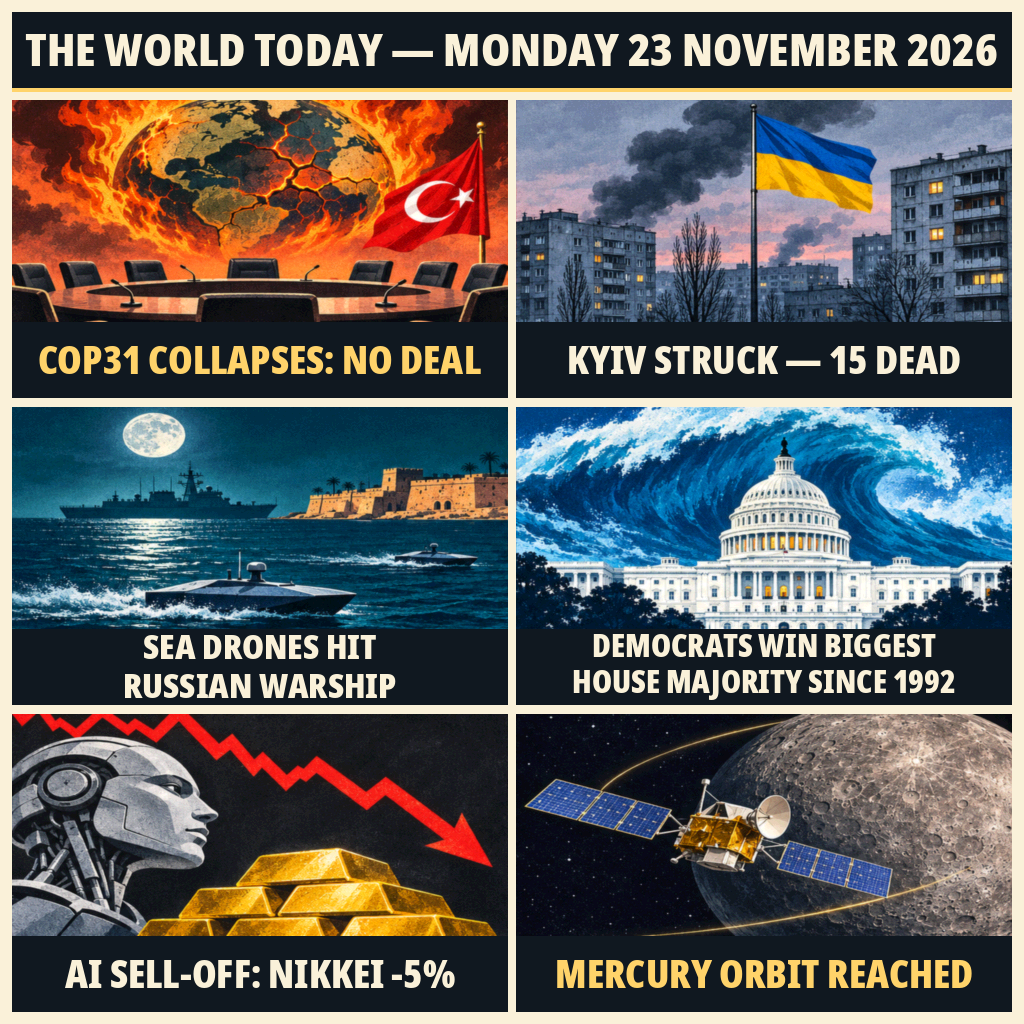 THE WORLD TODAY — MONDAY 23 NOVEMBER 2026
COP31 COLLAPSES: NO DEAL
KYIV STRUCK — 15 DEAD
SEA DRONES HIT
RUSSIAN WARSHIP
DEMOCRATS WIN BIGGEST
HOUSE MAJORITY SINCE 1992
AI SELL-OFF: NIKKEI -5%
MERCURY ORBIT REACHED